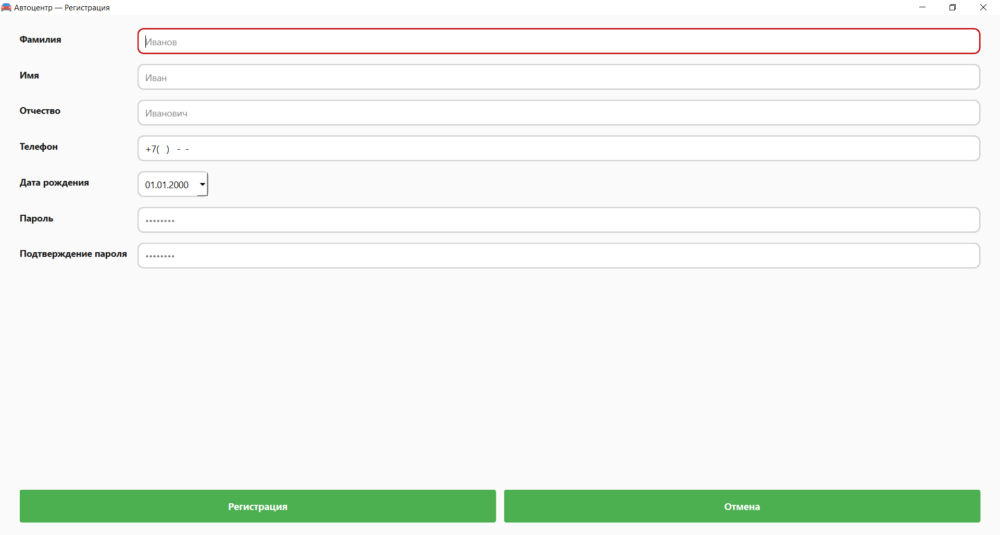 Автоцентр — Регистрация
Фамилия
Иванов
Имя
Иван
Отчество
Иванович
Телефон
+7( ) - -
Дата рождения
01.01.2000
Пароль
••••••••
Подтверждение пароля
••••••••
Регистрация
Отмена